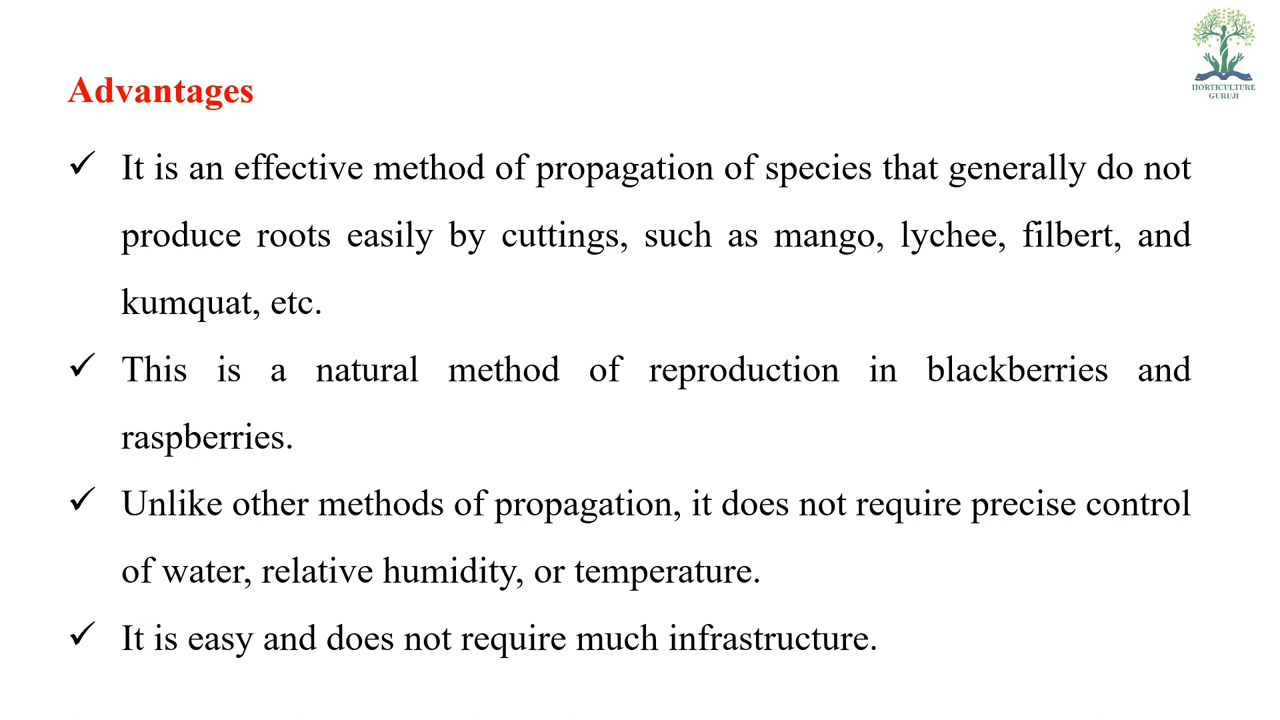 HORTICULTURE
GURUJI
Advantages
✓ It is an effective method of propagation of species that generally do not
produce roots easily by cuttings, such as mango, lychee, filbert, and
kumquat, etc.
✓ This is a natural method of reproduction in blackberries and
raspberries.
✓ Unlike other methods of propagation, it does not require precise control
of water, relative humidity, or temperature.
✓ It is easy and does not require much infrastructure.